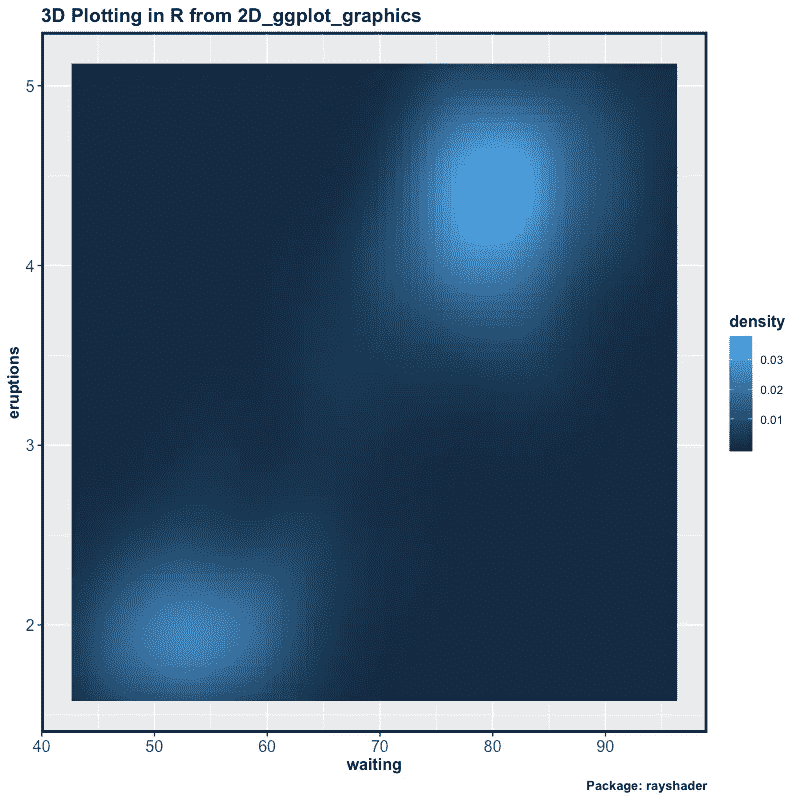 3D Plotting in R from 2D_ggplot_graphics
5
4
3
2
eruptions
40 50 60 70 80 90
waiting
density
0.03
0.02
0.01
Package: rayshader